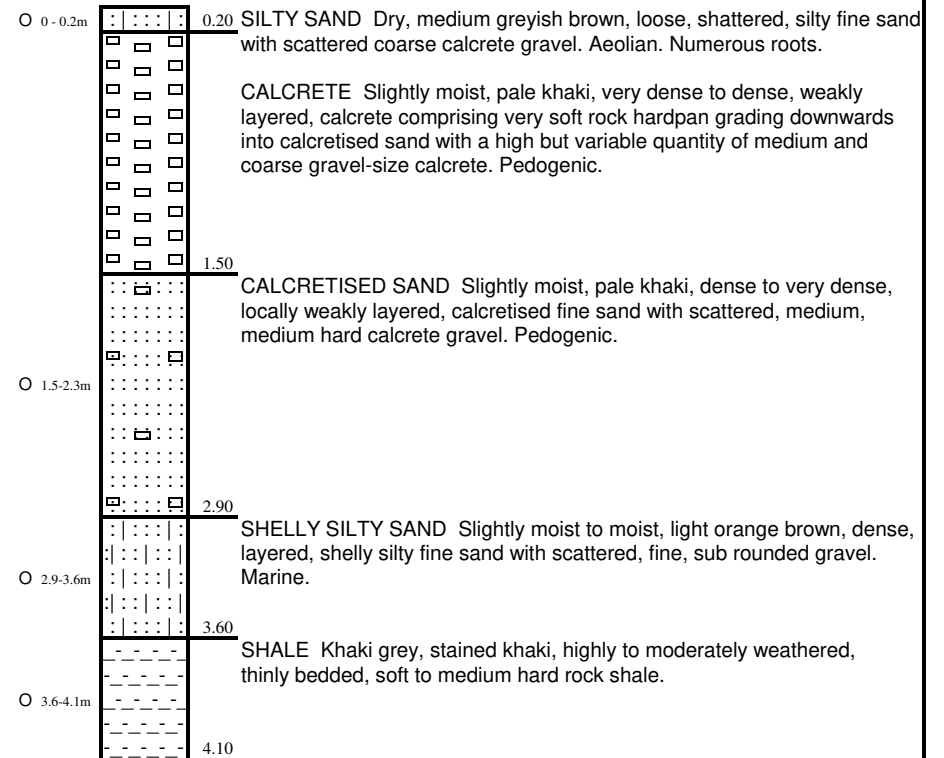 O 0 - 0.2m 0.20 SILTY SAND Dry, medium greyish brown, loose, shattered, silty fine sand
with scattered coarse calcrete gravel. Aeolian. Numerous roots.
CALCRETE Slightly moist, pale khaki, very dense to dense, weakly
layered, calcrete comprising very soft rock hardpan grading downwards
into calcretised sand with a high but variable quantity of medium and
coarse gravel-size calcrete. Pedogenic.
1.50
CALCRETISED SAND Slightly moist, pale khaki, dense to very dense,
locally weakly layered, calcretised fine sand with scattered, medium,
medium hard calcrete gravel. Pedogenic.
O 1.5-2.3m
2.90
SHELLY SILTY SAND Slightly moist to moist, light orange brown, dense,
layered, shelly silty fine sand with scattered, fine, sub rounded gravel.
O 2.9-3.6m Marine.
3.60
SHALE Khaki grey, stained khaki, highly to moderately weathered,
thinly bedded, soft to medium hard rock shale.
O 3.6-4.1m
4.10